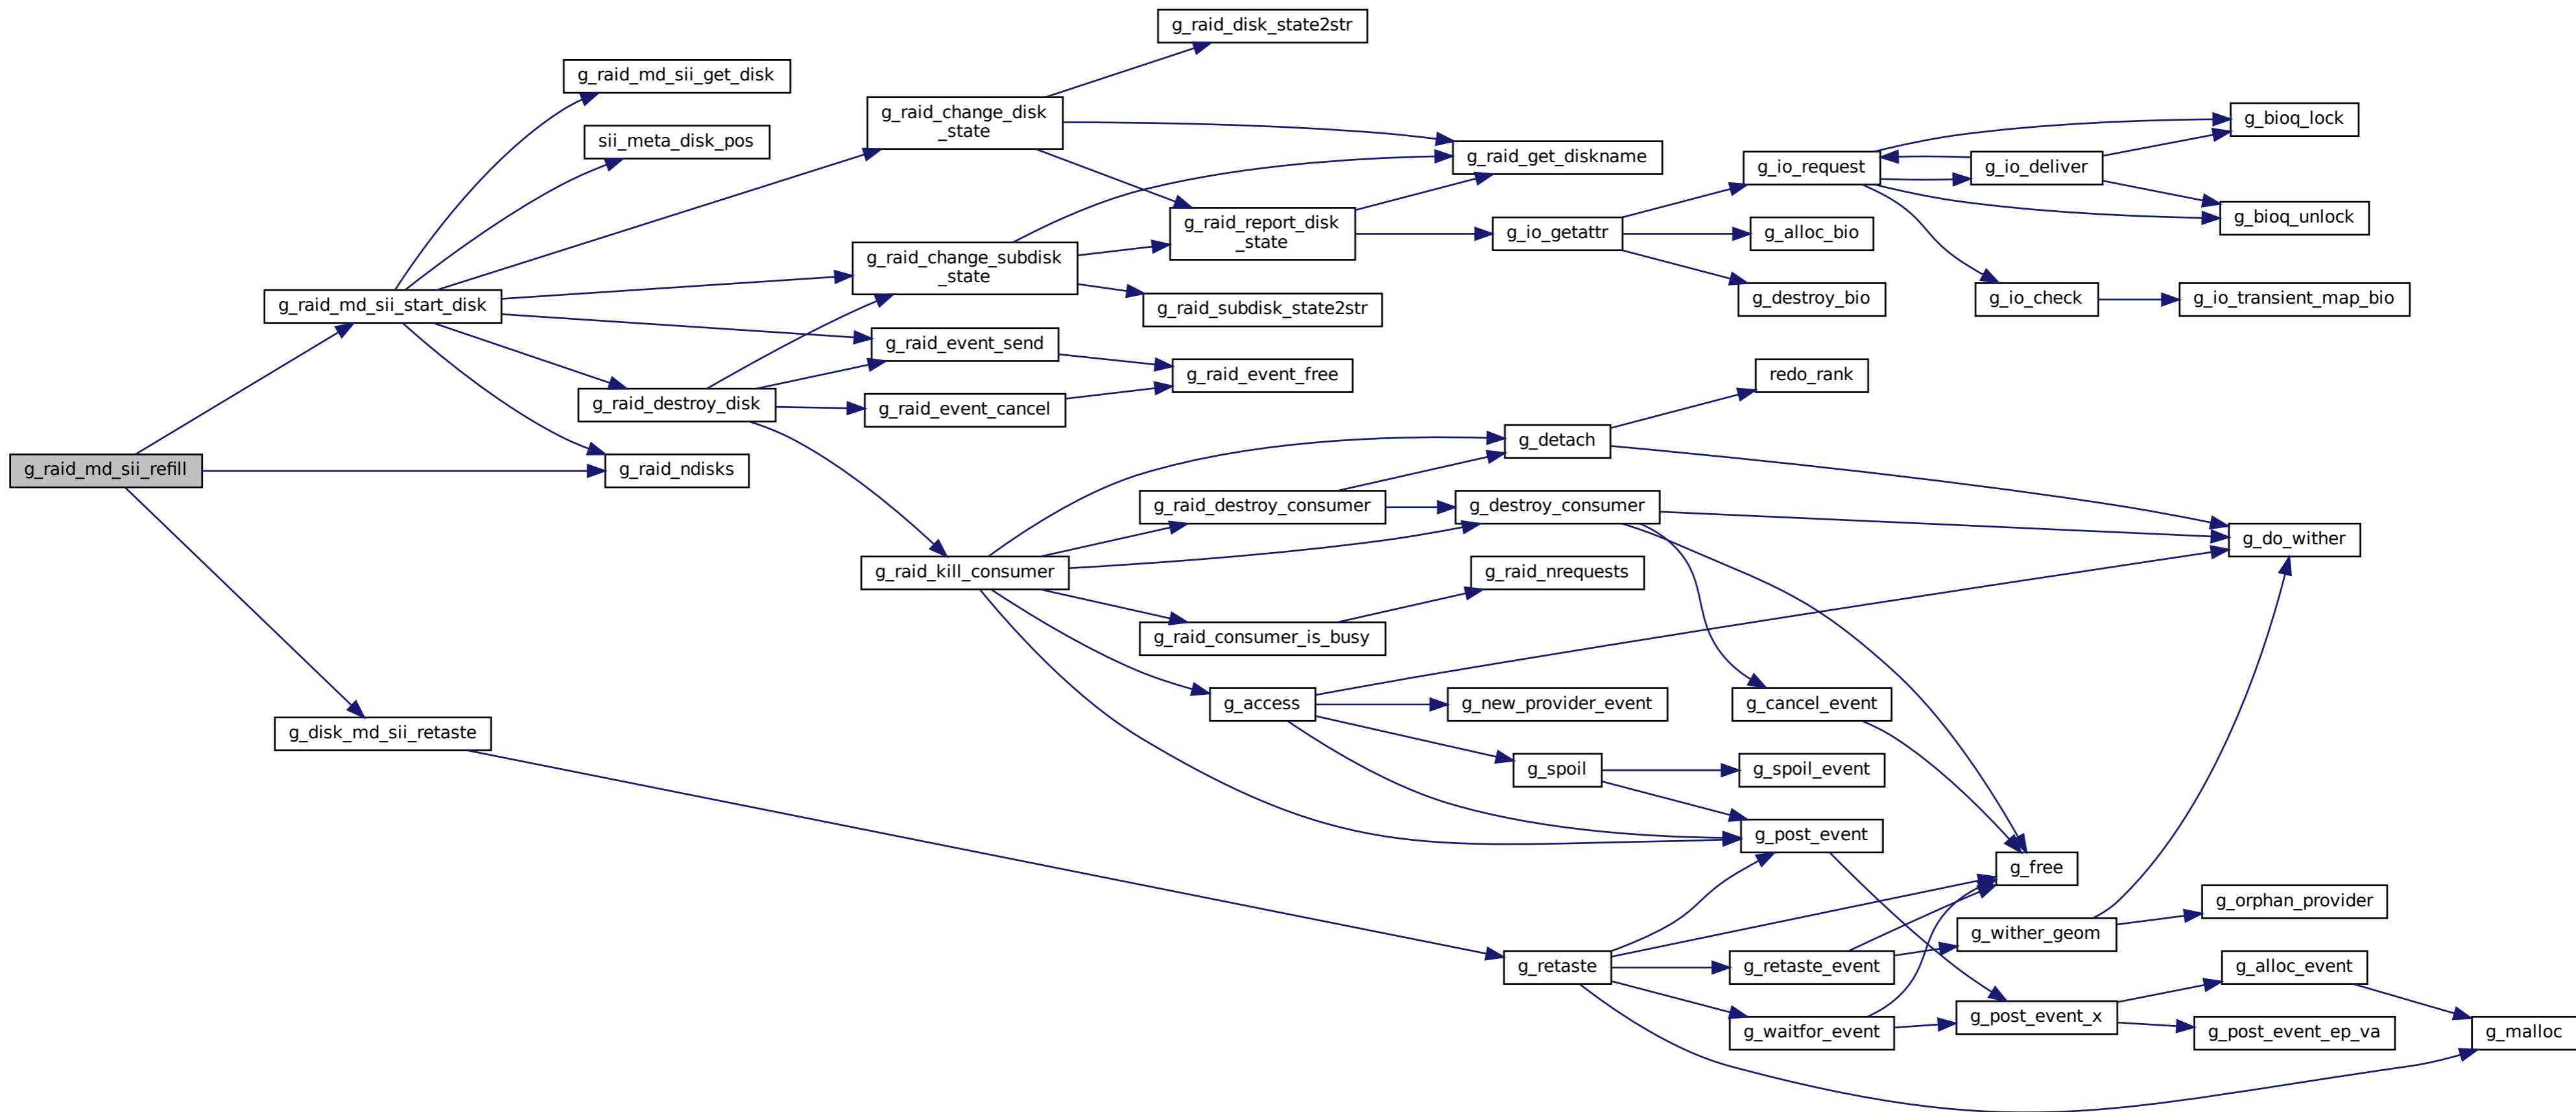 g_raid_disk_state2str
g_raid_md_sii_get_disk
g_raid_change_disk
_state
g_bioq_lock
sii_meta_disk_pos
g_raid_get_diskname
g_io_request
g_io_deliver
g_raid_report_disk
_state
g_bioq_unlock
g_io_getattr
g_alloc_bio
g_raid_change_subdisk
_state
g_raid_md_sii_start_disk
g_raid_subdisk_state2str
g_destroy_bio
g_io_check
g_io_transient_map_bio
g_raid_event_send
g_raid_event_free
redo_rank
g_raid_destroy_disk
g_raid_event_cancel
g_detach
g_raid_md_sii_refill
g_raid_ndisks
g_raid_destroy_consumer
g_destroy_consumer
g_do_wither
g_raid_kill_consumer
g_raid_nrequests
g_raid_consumer_is_busy
g_access
g_new_provider_event
g_cancel_event
g_disk_md_sii_retaste
g_spoil
g_spoil_event
g_post_event
g_free
g_orphan_provider
g_wither_geom
g_retaste
g_retaste_event
g_alloc_event
g_post_event_x
g_waitfor_event
g_post_event_ep_va
g_malloc